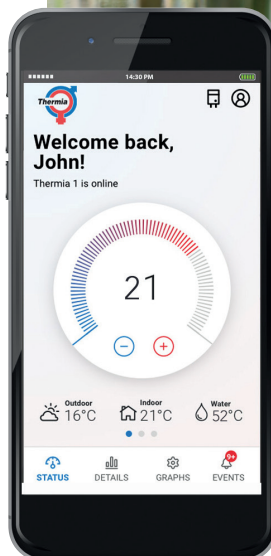 14:30 PM
Thermia
Welcome back,
John!
Thermia 1 is online
21
Outdoor
16°C
Indoor
21°C
Water
52°C
9+
STATUS
DETAILS
GRAPHS
EVENTS